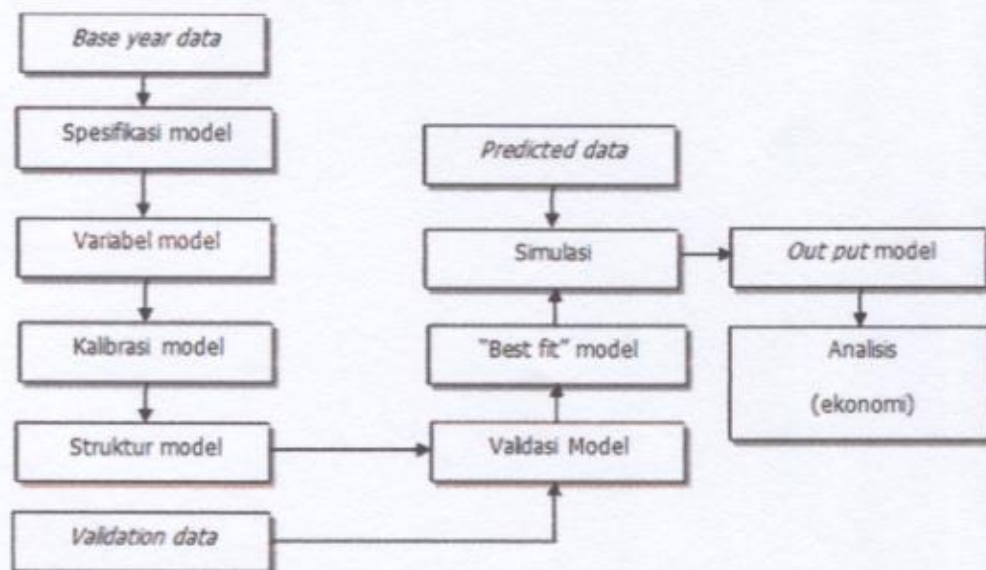 Base year data
Spesifikasi model
Variabel model
Kalibrasi model
Struktur model
Validation data
Predicted data
Simulasi
"Best fit" model
Validasi Model
Out put model
Analisis
(ekonomi)